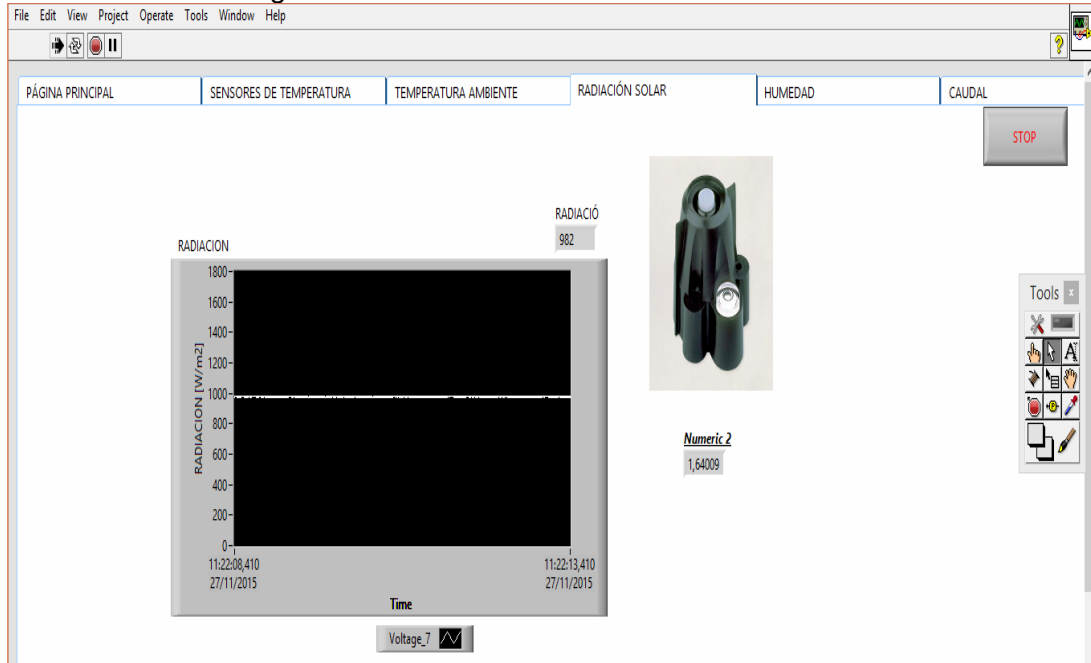 File Edit View Project Operate Tools Window Help
PÁGINA PRINCIPAL SENSORES DE TEMPERATURA TEMPERATURA AMBIENTE RADIACIÓN SOLAR HUMEDAD CAUDAL
STOP
RADIACIÓ
982
RADIACION
1800
1600
1400
1200
1000
800
600
400
200
0
RADIACION [W/m2]
11:22:08,410 11:22:13,410
27/11/2015 27/11/2015
Time
Voltage_7
Numeric 2
1,64009
Tools